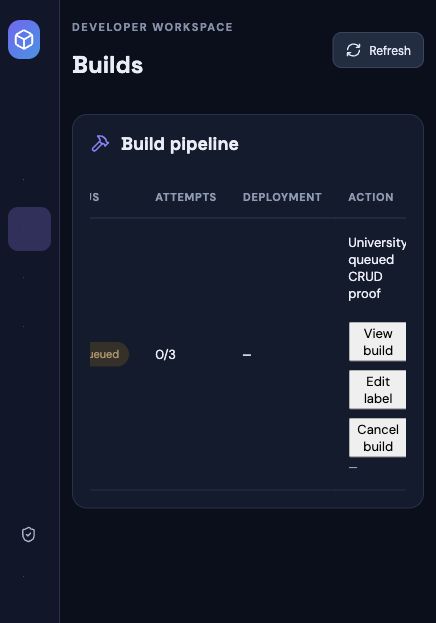 DEVELOPER WORKSPACE
Builds
Refresh
Build pipeline
ATTEMPTS
DEPLOYMENT
ACTION
University
queued
CRUD
proof
0/3
–
View
build
Edit
label
Cancel
build
–